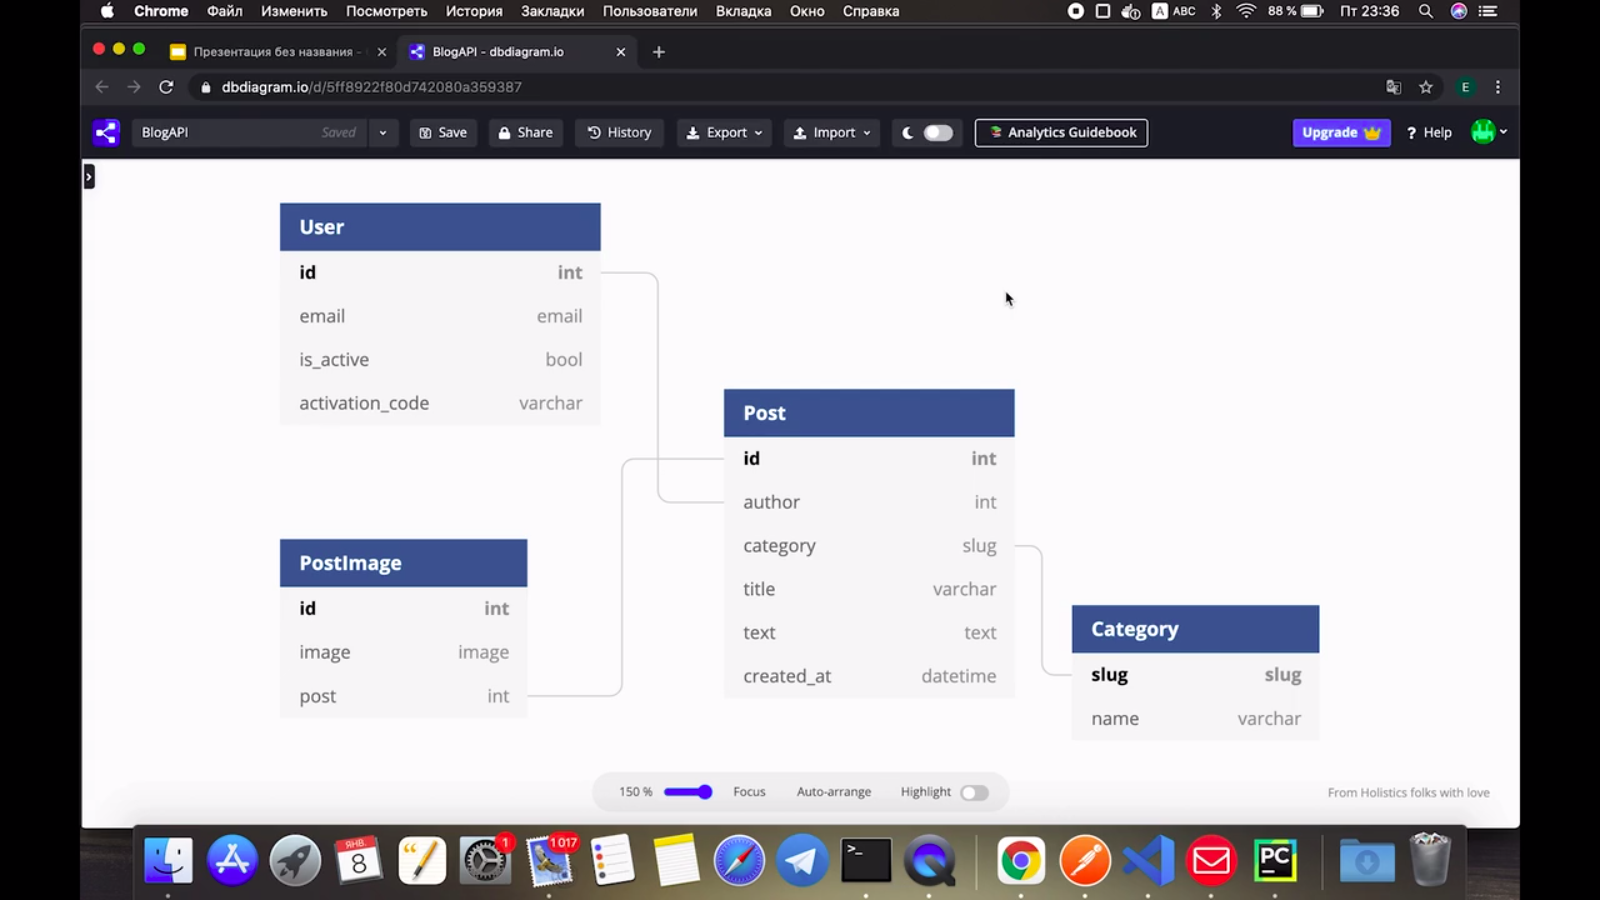 Chrome Файл Изменить Посмотреть История Закладки Пользователи Вкладка Окно Справка A ABC 88 % Пт 23:36
Презентация без названия - BlogAPI - dbdiagram.io
dbdiagram.io/d/5ff8922f80d742080a359387 E
BlogAPI Saved Save Share History Export Import Analytics Guidebook Upgrade ? Help
User
id int
email email
is_active bool
activation_code varchar
Post
id int
author int
category slug
title varchar
text text
created_at datetime
PostImage
id int
image image
post int
Category
slug slug
name varchar
150 % Focus Auto-arrange Highlight
From Holistics folks with love
ЯНВ.
8
1
1 017
>_
PC